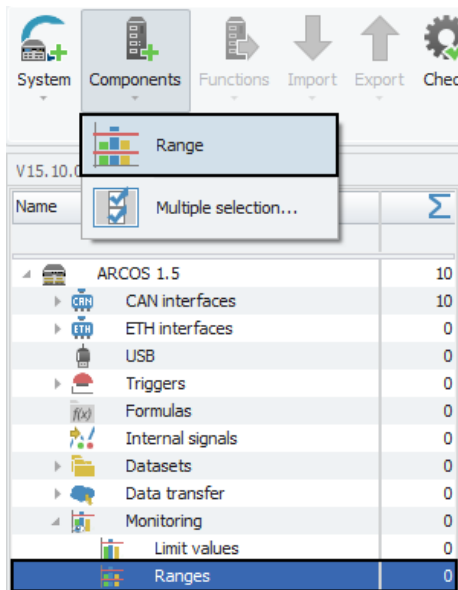 System Components Functions Import Export Chec
Range
V15.10.0
Name Multiple selection... Σ
ARCOS 1.5 10
CAN CAN interfaces 10
ETH ETH interfaces 0
USB 0
Triggers 0
f(x) Formulas 0
Internal signals 0
Datasets 0
Data transfer 0
Monitoring 0
Limit values 0
Ranges 0